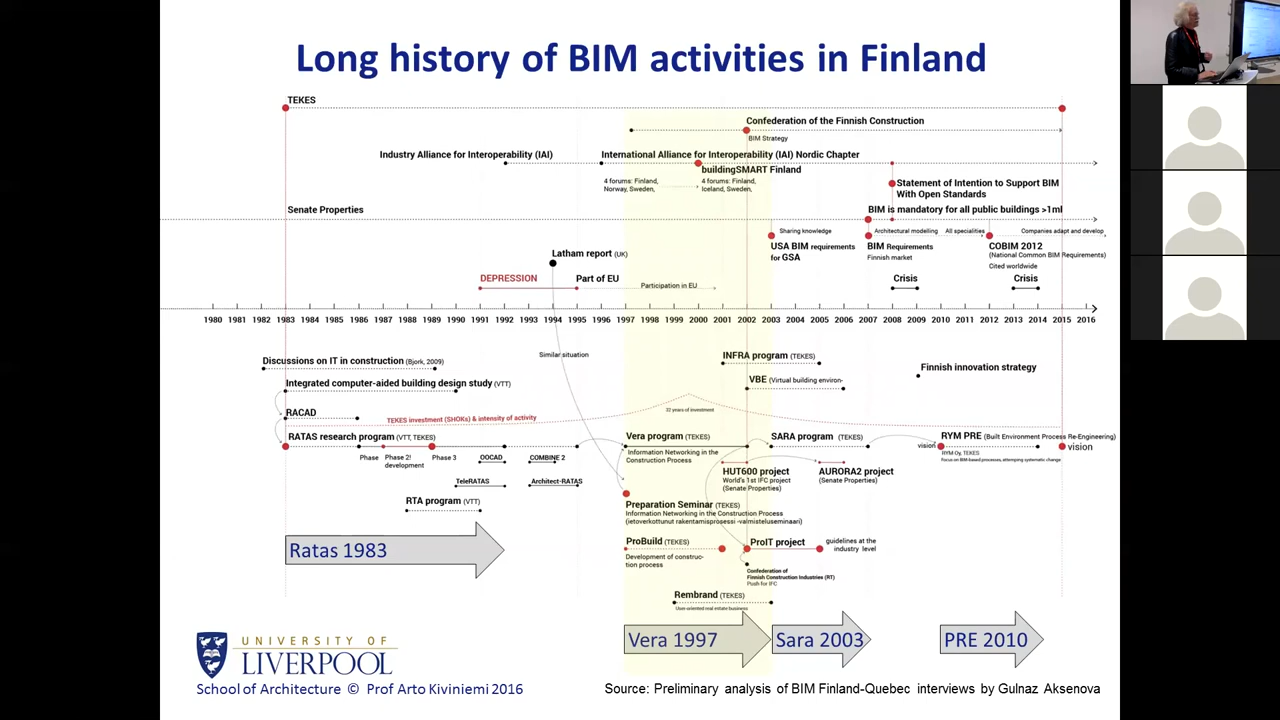 Long history of BIM activities in Finland
TEKES
Confederation of the Finnish Construction
BIM Strategy
Industry Alliance for Interoperability (IAI)
International Alliance for Interoperability (IAI) Nordic Chapter
buildingSMART Finland
4 forums: Finland,
Norway, Sweden,
4 forums: Finland,
Iceland, Sweden,
Statement of Intention to Support BIM
With Open Standards
Senate Properties
BIM is mandatory for all public buildings >1ml
Sharing knowledge
Architectural modelling
All specialities
Companies adapt and develop
USA BIM requirements
for GSA
BIM Requirements
Finnish market
COBIM 2012
(National Common BIM Requirements)
Cited worldwide
Latham report (UK)
DEPRESSION
Part of EU
Participation in EU
Crisis
Crisis
1980 1981 1982 1983 1984 1985 1986 1987 1988 1989 1990 1991 1992 1993 1994 1995 1996 1997 1998 1999 2000 2001 2002 2003 2004 2005 2006 2007 2008 2009 2010 2011 2012 2013 2014 2015 2016
Similar situation
Discussions on IT in construction (Bjork, 2009)
INFRA program (TEKES)
Finnish innovation strategy
Integrated computer-aided building design study (VTT)
VBE (Virtual building environ-
RACAD
TEKES investment (SHOKs) & intensity of activity
32 years of investment
RATAS research program (VTT, TEKES)
Vera program (TEKES)
SARA program (TEKES)
RYM PRE (Built Environment Process Re-Engineering)
vision
vision
RYM Oy, TEKES
Focus on BIM-based processes, attemping systematic change
Phase
Phase 2!
development
Phase 3
OOCAD
COMBINE 2
Information Networking in the
Construction Process
HUT600 project
World's 1st IFC project
(Senate Properties)
AURORA2 project
(Senate Properties)
TeleRATAS
Architect-RATAS
RTA program (VTT)
Preparation Seminar (TEKES)
Information Networking in the Construction Process
(ietoverkottunut rakentamisprosessi -valmisteluseminaari)
ProBuild (TEKES)
Development of construc-
tion process
ProIT project
guidelines at the
industry level
Confederation of
Finnish Construction Industries (RT)
Push for IFC
Rembrand (TEKES)
User-oriented real estate business
Ratas 1983
Vera 1997
Sara 2003
PRE 2010
UNIVERSITY OF
LIVERPOOL
School of Architecture © Prof Arto Kiviniemi 2016
Source: Preliminary analysis of BIM Finland-Quebec interviews by Gulnaz Aksenova